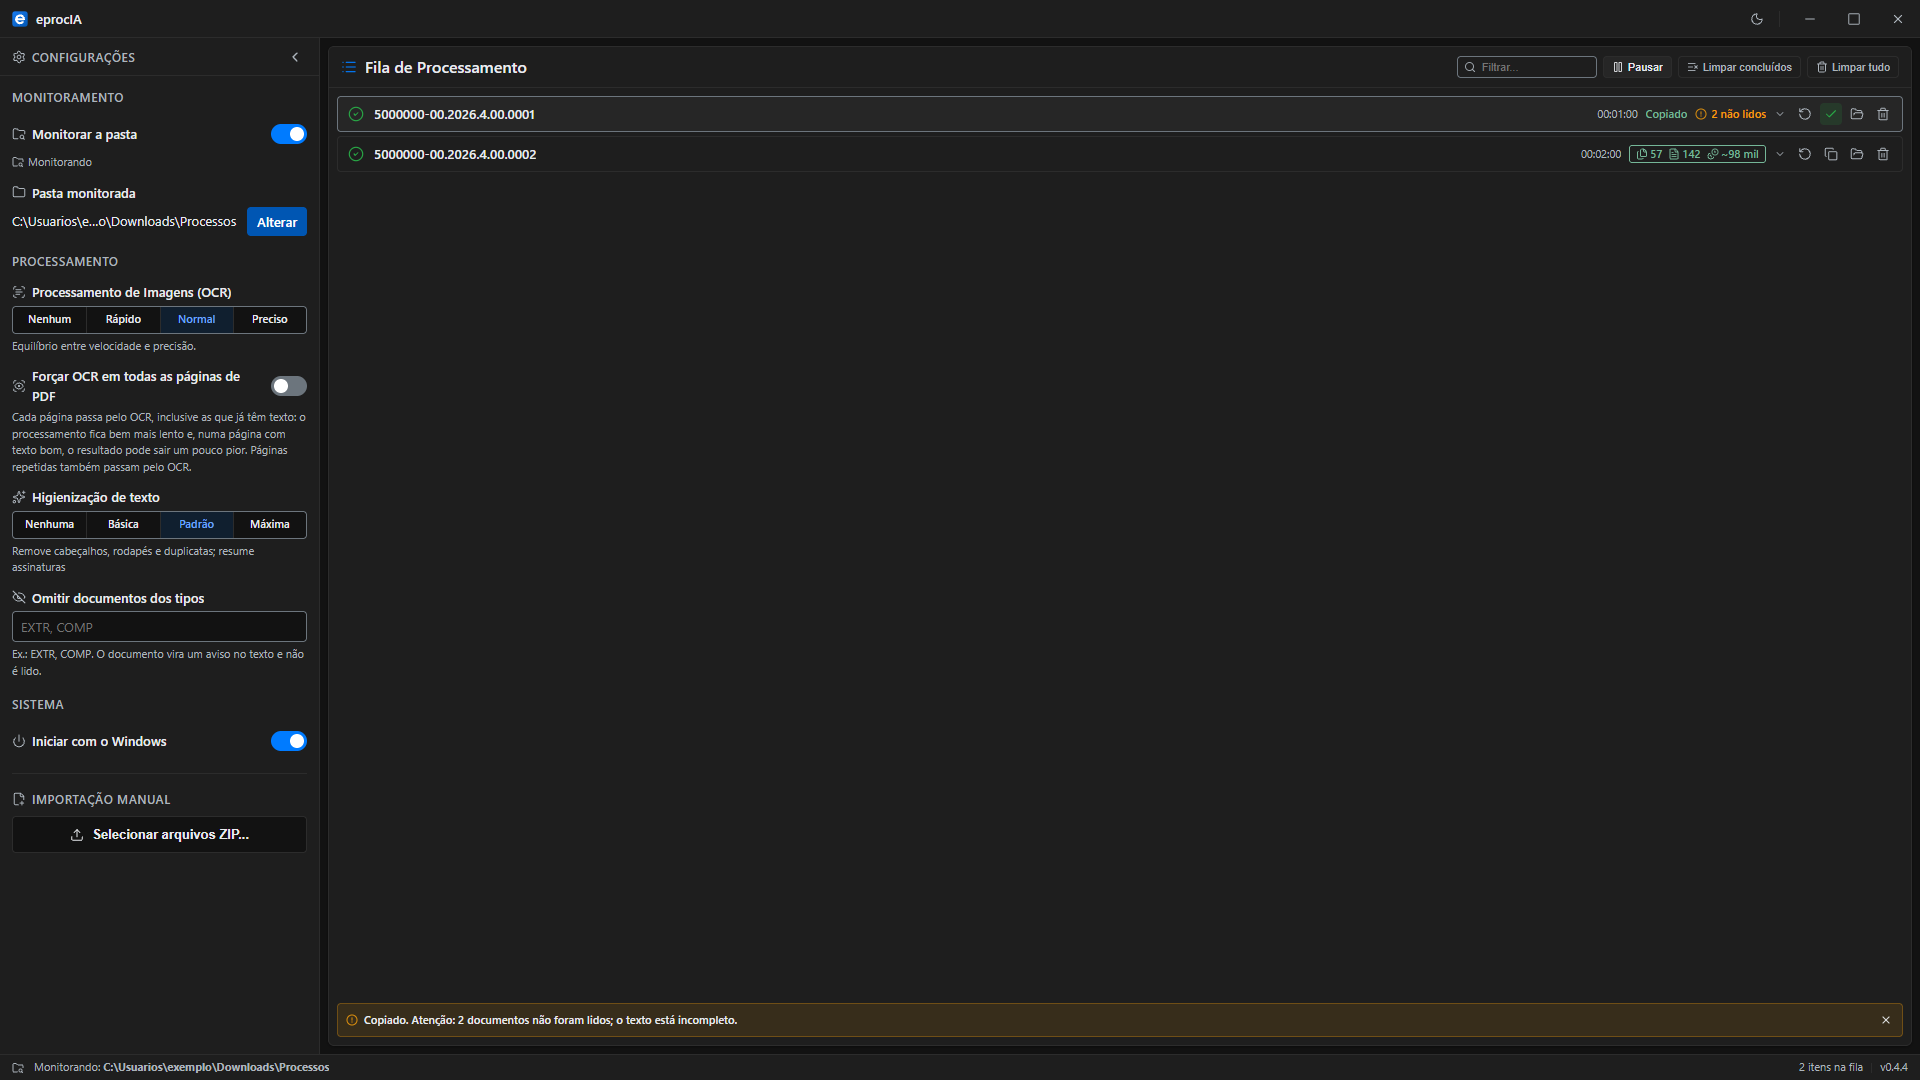 eprocIA
CONFIGURAÇÕES
MONITORAMENTO
Monitorar a pasta
Monitorando
Pasta monitorada
C:\Usuarios\e...o\Downloads\Processos
Alterar
PROCESSAMENTO
Processamento de Imagens (OCR)
Nenhum Rápido Normal Preciso
Equilíbrio entre velocidade e precisão.
Forçar OCR em todas as páginas de
PDF
Cada página passa pelo OCR, inclusive as que já têm texto: o
processamento fica bem mais lento e, numa página com
texto bom, o resultado pode sair um pouco pior. Páginas
repetidas também passam pelo OCR.
Higienização de texto
Nenhuma Básica Padrão Máxima
Remove cabeçalhos, rodapés e duplicatas; resume
assinaturas
Omitir documentos dos tipos
EXTR, COMP
Ex.: EXTR, COMP. O documento vira um aviso no texto e não
é lido.
SISTEMA
Iniciar com o Windows
IMPORTAÇÃO MANUAL
Selecionar arquivos ZIP...
Fila de Processamento
Filtrar...
Pausar
Limpar concluídos
Limpar tudo
5000000-00.2026.4.00.0001 00:01:00 Copiado 2 não lidos
5000000-00.2026.4.00.0002 00:02:00 57 142 ~98 mil
Copiado. Atenção: 2 documentos não foram lidos; o texto está incompleto.
Monitorando: C:\Usuarios\exemplo\Downloads\Processos
2 itens na fila v0.4.4